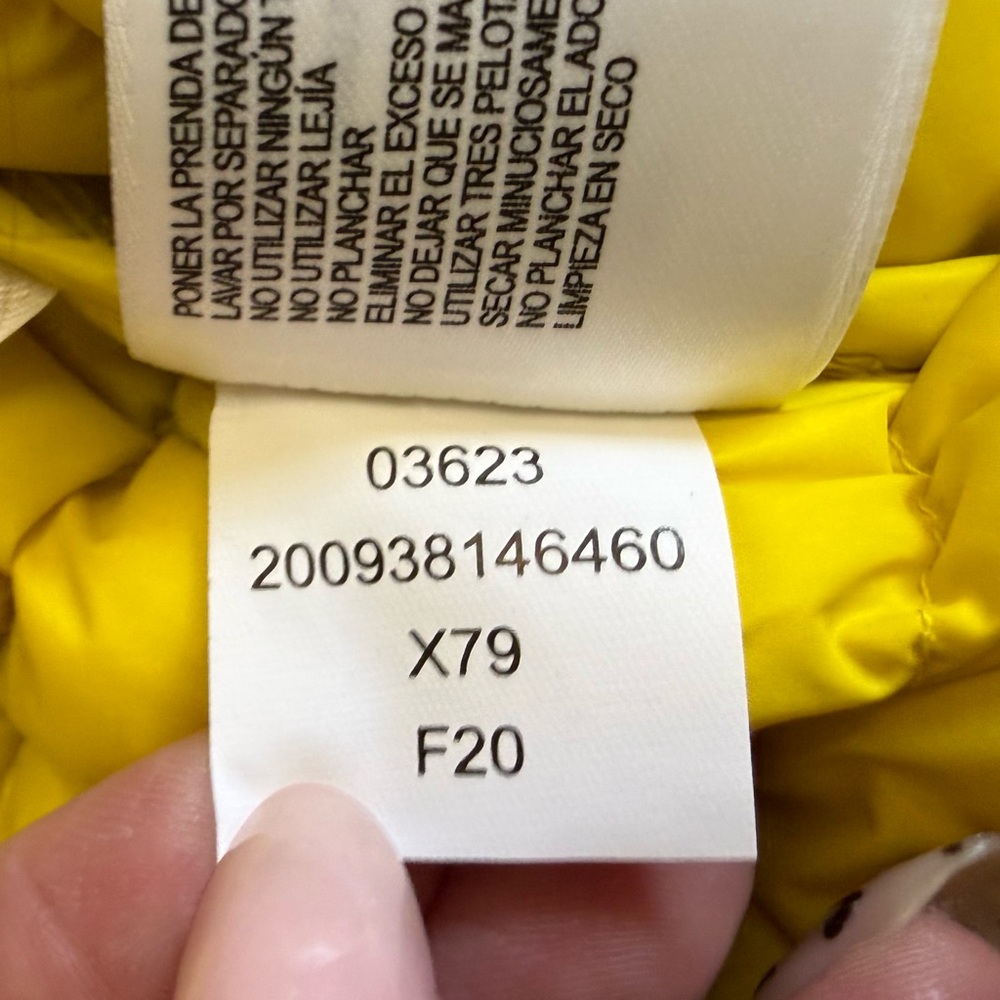 PONER LA PRENDA DE
LAVAR POR SEPARADO
NO UTILIZAR NINGÚN
NO UTILIZAR LEJÍA
NO PLANCHAR
ELIMINAR EL EXCESO
NO DEJAR QUE SE MA
UTILIZAR TRES PELOT
SECAR MINUCIOSAME
NO PLANCHAR EL ADO
LIMPIEZA EN SECO
03623
200938146460
X79
F20